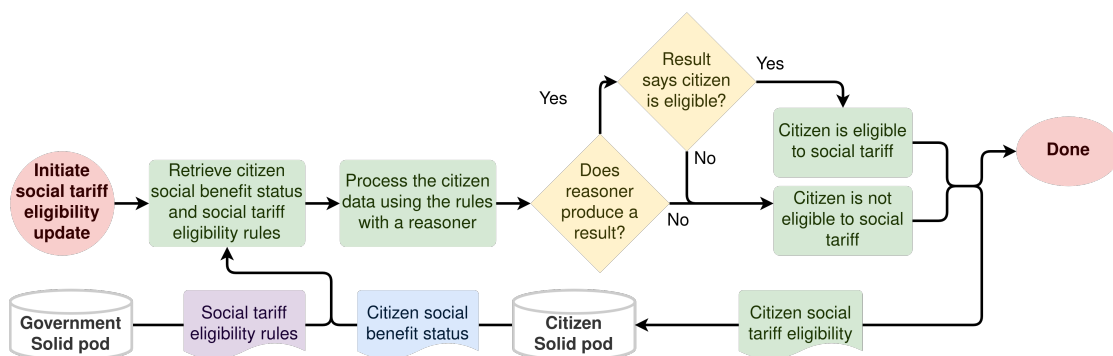 Initiate
social tariff
eligibility
update
Retrieve citizen
social benefit status
and social tariff
eligibility rules
Process the citizen
data using the rules
with a reasoner
Does
reasoner
produce a
result?
Yes
No
Result
says citizen
is eligible?
Yes
No
Citizen is eligible
to social tariff
Citizen is not
eligible to social
tariff
Done
Government
Solid pod
Social tariff
eligibility rules
Citizen social
benefit status
Citizen
Solid pod
Citizen social
tariff eligibility